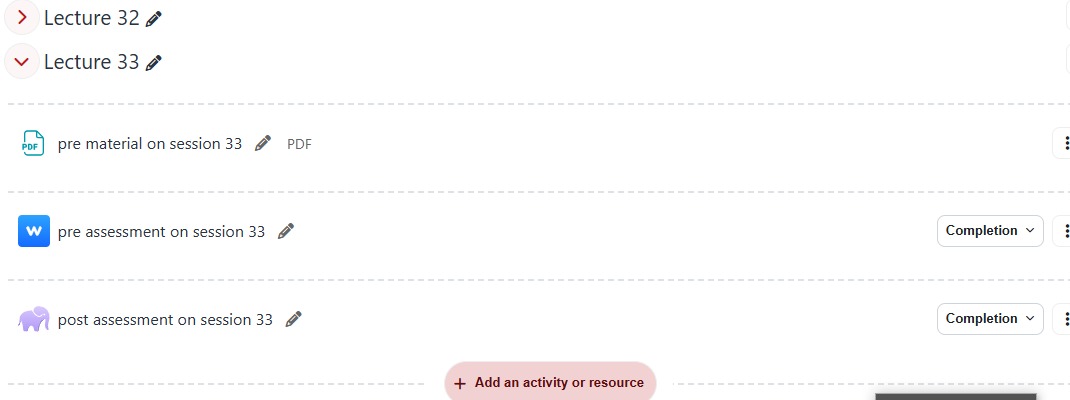 Lecture 32
Lecture 33
pre material on session 33 PDF
pre assessment on session 33 Completion
post assessment on session 33 Completion
+ Add an activity or resource